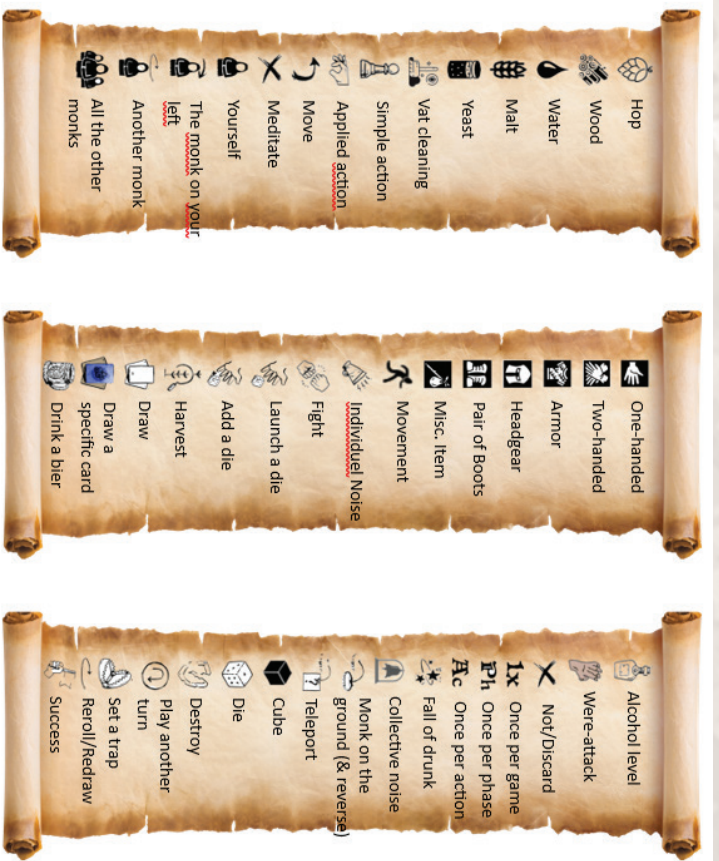 Hop
Wood
Water
Malt
Yeast
Vat cleaning
Simple action
Applied action
Move
Meditate
Yourself
The monk on your
left
Another monk
All the other
monks
One-handed
Two-handed
Armor
Headgear
Pair of Boots
Misc. Item
Movement
Individuel Noise
Fight
Launch a die
Add a die
Harvest
Draw
Draw a
specific card
Drink a bier
Alcohol level
Were-attack
Not/Discard
1x Once per game
Ph Once per phase
Ac Once per action
Fall of drunk
Collective noise
Monk on the
ground (& reverse)
? Teleport
Cube
Die
Destroy
Play another
turn
Set a trap
Reroll/Redraw
Success